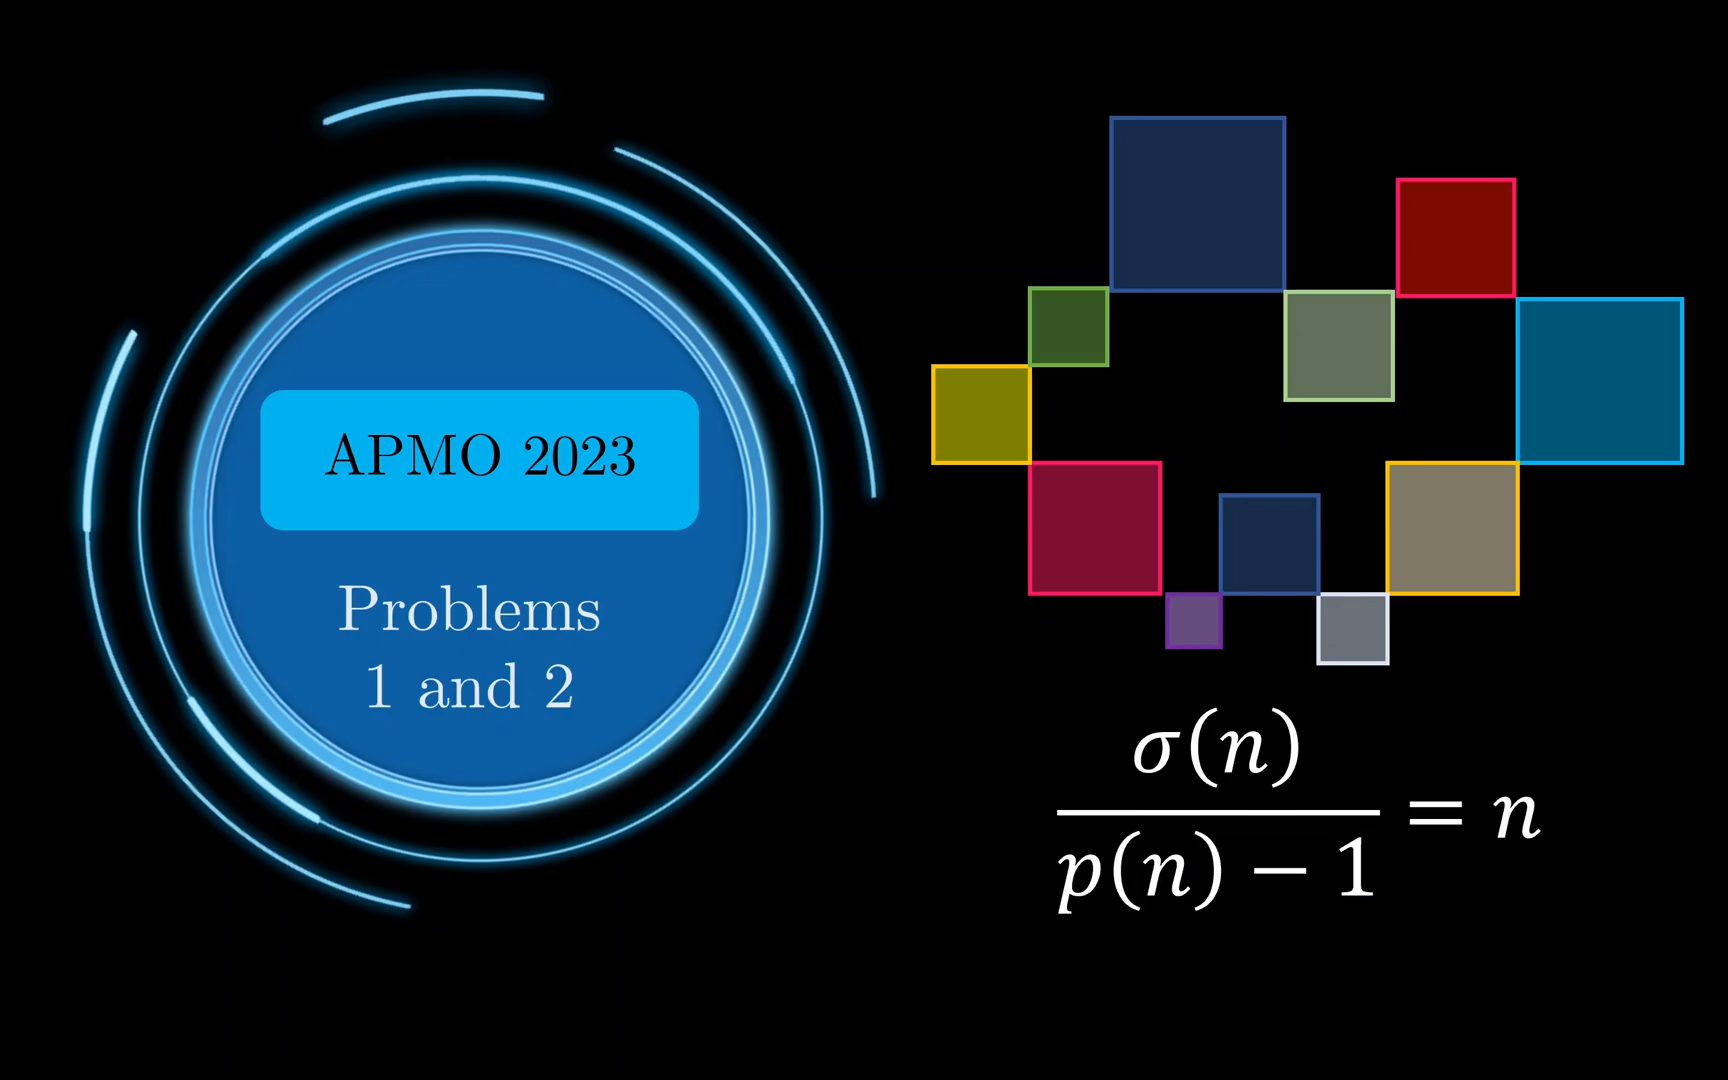 APMO 2023
Problems
1 and 2
σ(n)
p(n) − 1
= n